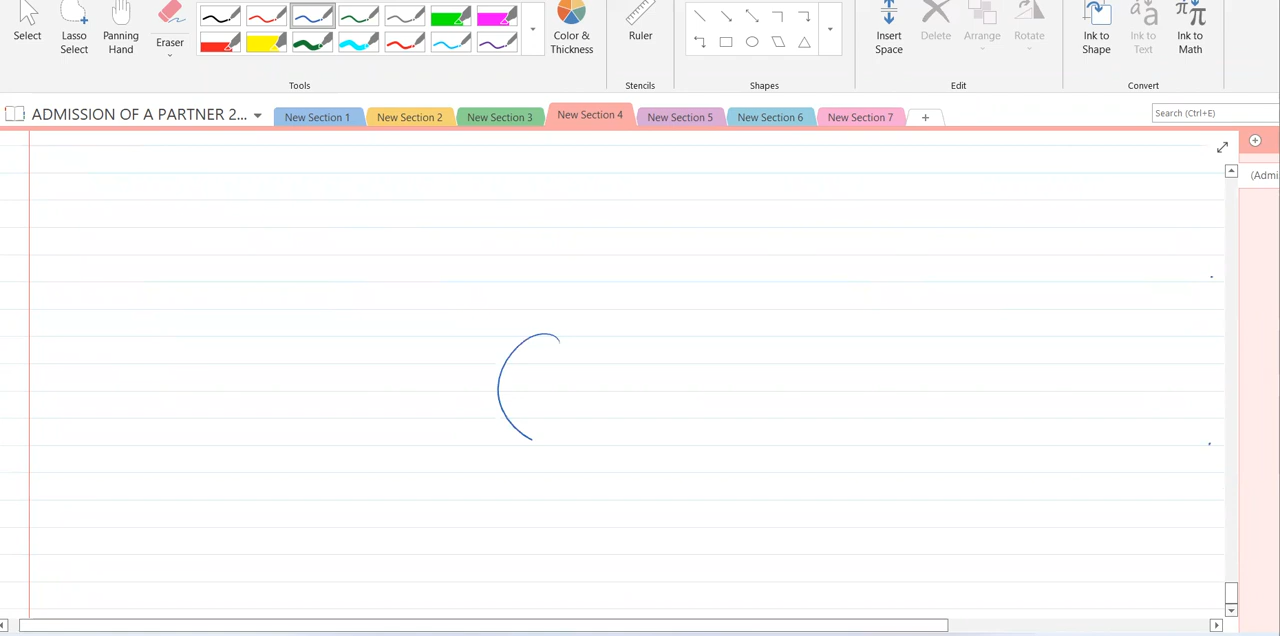 Select
Lasso Select
Panning Hand
Eraser
Color & Thickness
Ruler
Insert Space
Delete
Arrange
Rotate
Ink to Shape
Ink to Text
Ink to Math
Tools
Stencils
Shapes
Edit
Convert
ADMISSION OF A PARTNER 2...
New Section 1
New Section 2
New Section 3
New Section 4
New Section 5
New Section 6
New Section 7
Search (Ctrl+E)
(Admi